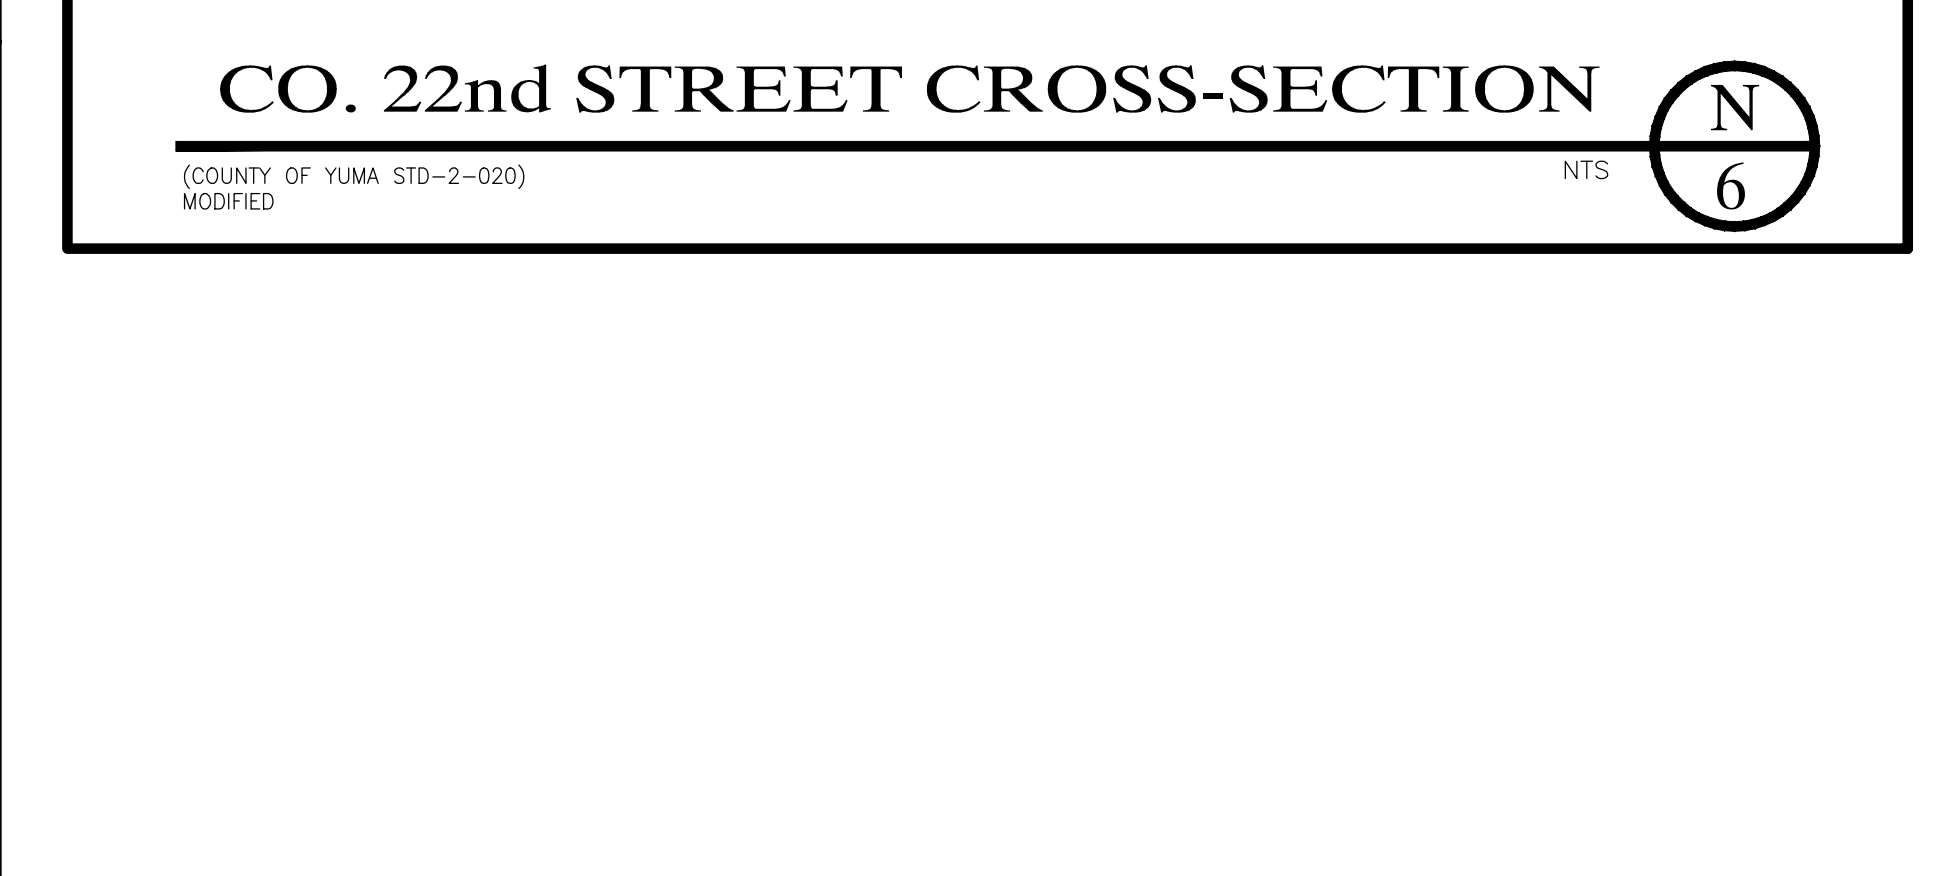 CO. 22nd STREET CROSS-SECTION
N
(COUNTY OF YUMA STD-2-020)
NTS
6
MODIFIED